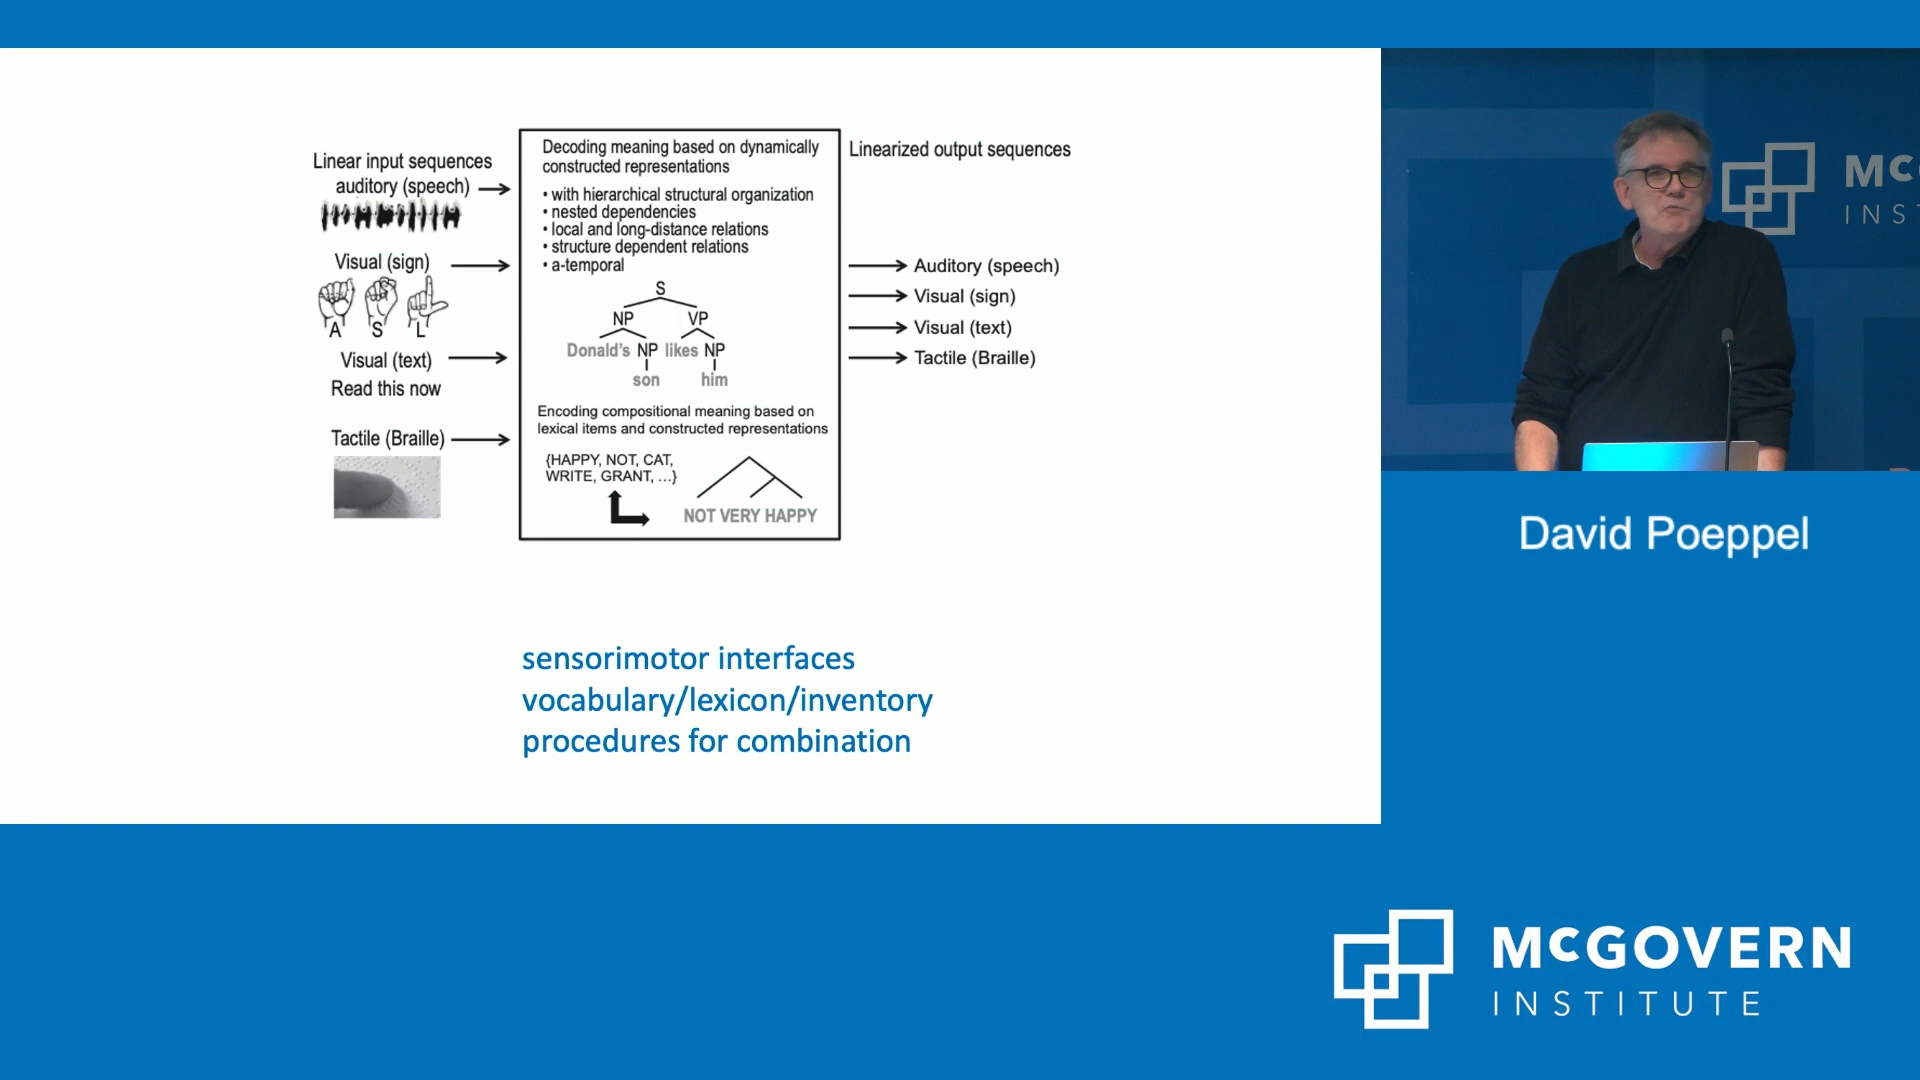 Linear input sequences
auditory (speech)
Visual (sign)
A S L
Visual (text)
Read this now
Tactile (Braille)
Decoding meaning based on dynamically
constructed representations
• with hierarchical structural organization
• nested dependencies
• local and long-distance relations
• structure dependent relations
• a-temporal
S
NP VP
Donald's NP likes NP
son him
Encoding compositional meaning based on
lexical items and constructed representations
{HAPPY, NOT, CAT,
WRITE, GRANT, ...}
NOT VERY HAPPY
Linearized output sequences
Auditory (speech)
Visual (sign)
Visual (text)
Tactile (Braille)
sensorimotor interfaces
vocabulary/lexicon/inventory
procedures for combination
David Poeppel
MCGOVERN
INSTITUTE